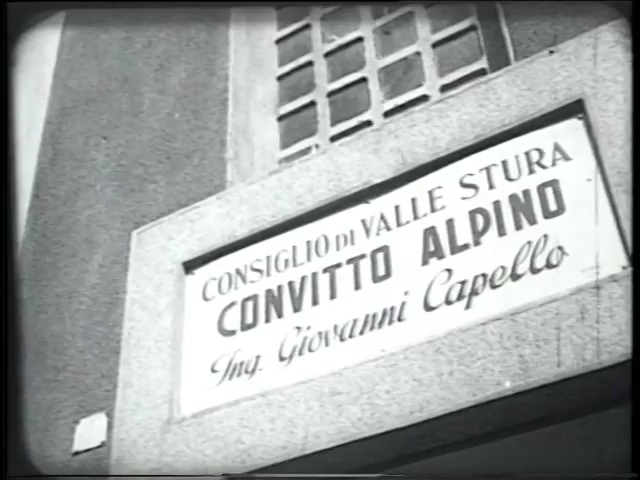 CONSIGLIO DI VALLE STURA
CONVITTO ALPINO
Ing. Giovanni Capello